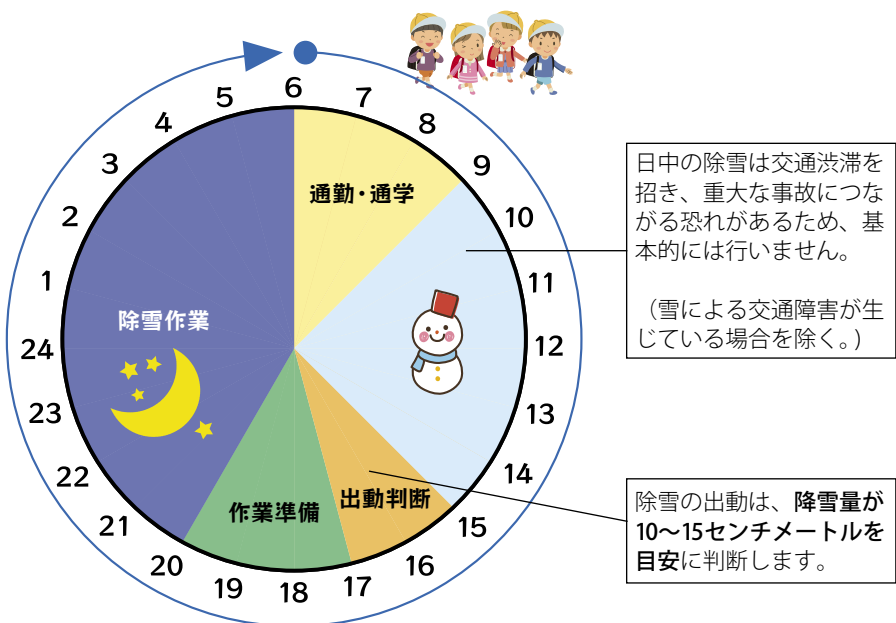 6
7
8
9
10
11
12
13
14
15
16
17
18
19
20
21
22
23
24
1
2
3
4
5
通勤・通学
除雪作業
作業準備
出動判断
日中の除雪は交通渋滞を
招き、重大な事故につな
がる恐れがあるため、基
本的には行いません。
（雪による交通障害が生
じている場合を除く。)
除雪の出動は、降雪量が
10〜15センチメートルを
目安に判断します。